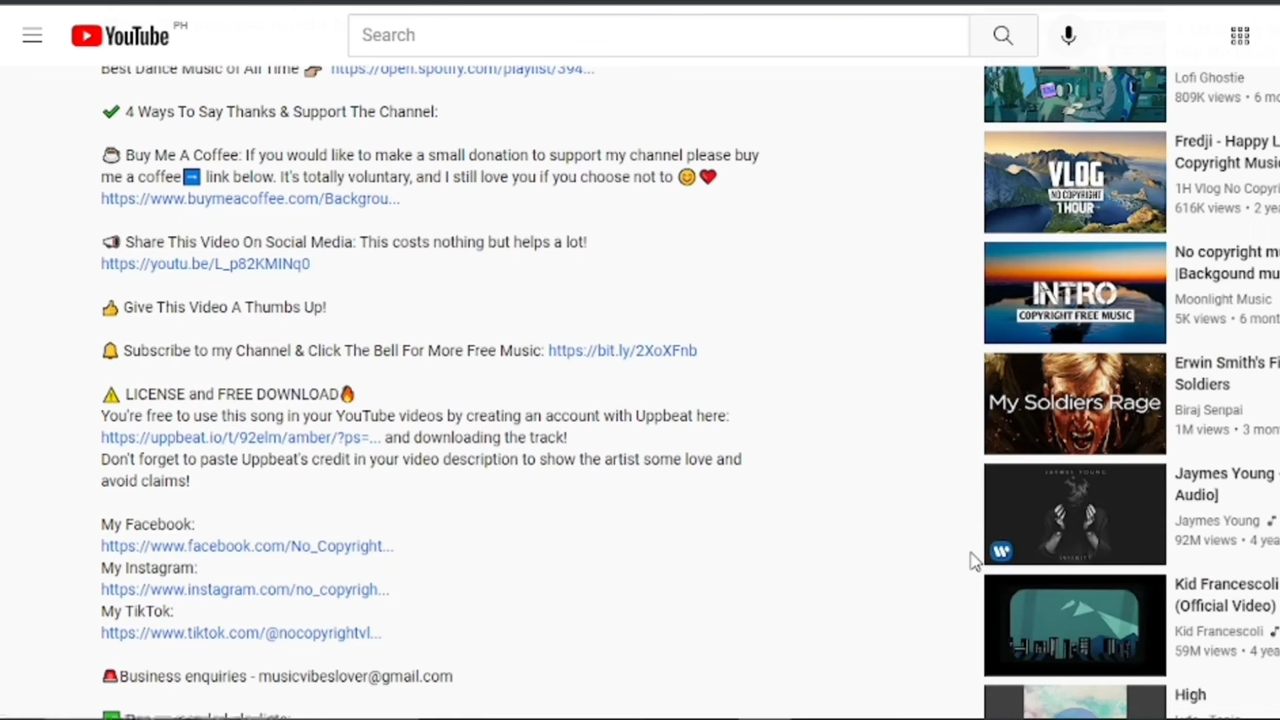 YouTube PH
Search
Best Dance Music of All Time https://open.spotify.com/playlist/394...
4 Ways To Say Thanks & Support The Channel:
Buy Me A Coffee: If you would like to make a small donation to support my channel please buy
me a coffee link below. It's totally voluntary, and I still love you if you choose not to
https://www.buymeacoffee.com/Backgrou...
Share This Video On Social Media: This costs nothing but helps a lot!
https://youtu.be/L_p82KMINq0
Give This Video A Thumbs Up!
Subscribe to my Channel & Click The Bell For More Free Music: https://bit.ly/2XoXFnb
LICENSE and FREE DOWNLOAD
You're free to use this song in your YouTube videos by creating an account with Uppbeat here:
https://uppbeat.io/t/92elm/amber/?ps=... and downloading the track!
Don't forget to paste Uppbeat's credit in your video description to show the artist some love and
avoid claims!
My Facebook:
https://www.facebook.com/No_Copyright...
My Instagram:
https://www.instagram.com/no_copyrigh...
My TikTok:
https://www.tiktok.com/@nocopyrightvl...
Business enquiries - musicvibeslover@gmail.com
Lofi Ghostie
809K views • 6 mo
VLOG
NO COPYRIGHT
1 HOUR
Fredji - Happy L
Copyright Music
1H Vlog No Copyri
616K views • 2 yea
INTRO
COPYRIGHT FREE MUSIC
No copyright mu
|Backgound mu
Moonlight Music
5K views • 6 mont
My Soldiers Rage
Erwin Smith's Fi
Soldiers
Biraj Senpai
1M views • 3 mon
JAYMES YOUNG
INFINITY
Jaymes Young -
Audio]
Jaymes Young
92M views • 4 yea
Kid Francescoli
(Official Video)
Kid Francescoli
59M views • 4 yea
High